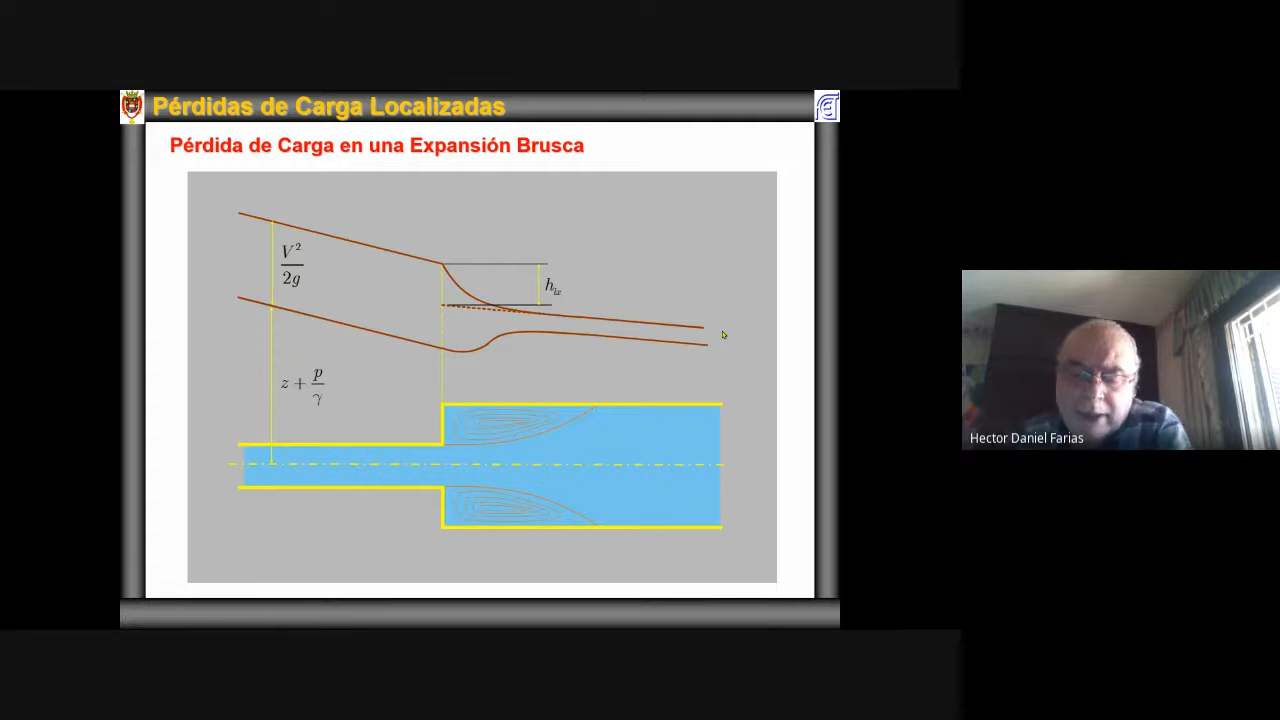 Pérdidas de Carga Localizadas
Pérdida de Carga en una Expansión Brusca
V²
2g
h_lx
z + p
γ
Hector Daniel Farias